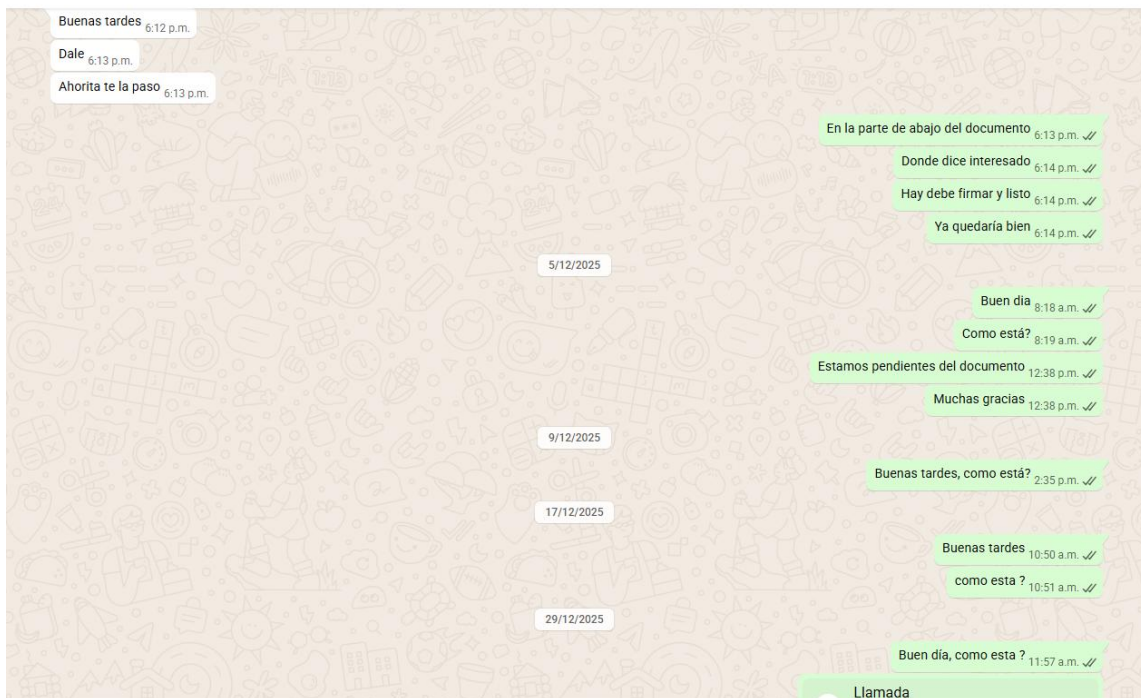 Buenas tardes 6:12 p.m.
Dale 6:13 p.m.
Ahorita te la paso 6:13 p.m.
En la parte de abajo del documento 6:13 p.m.
Donde dice interesado 6:14 p.m.
Hay debe firmar y listo 6:14 p.m.
Ya quedaría bien 6:14 p.m.
5/12/2025
Buen dia 8:18 a.m.
Como está? 8:19 a.m.
Estamos pendientes del documento 12:38 p.m.
Muchas gracias 12:38 p.m.
9/12/2025
Buenas tardes, como está? 2:35 p.m.
17/12/2025
Buenas tardes 10:50 a.m.
como esta ? 10:51 a.m.
29/12/2025
Buen día, como esta ? 11:57 a.m.
Llamada